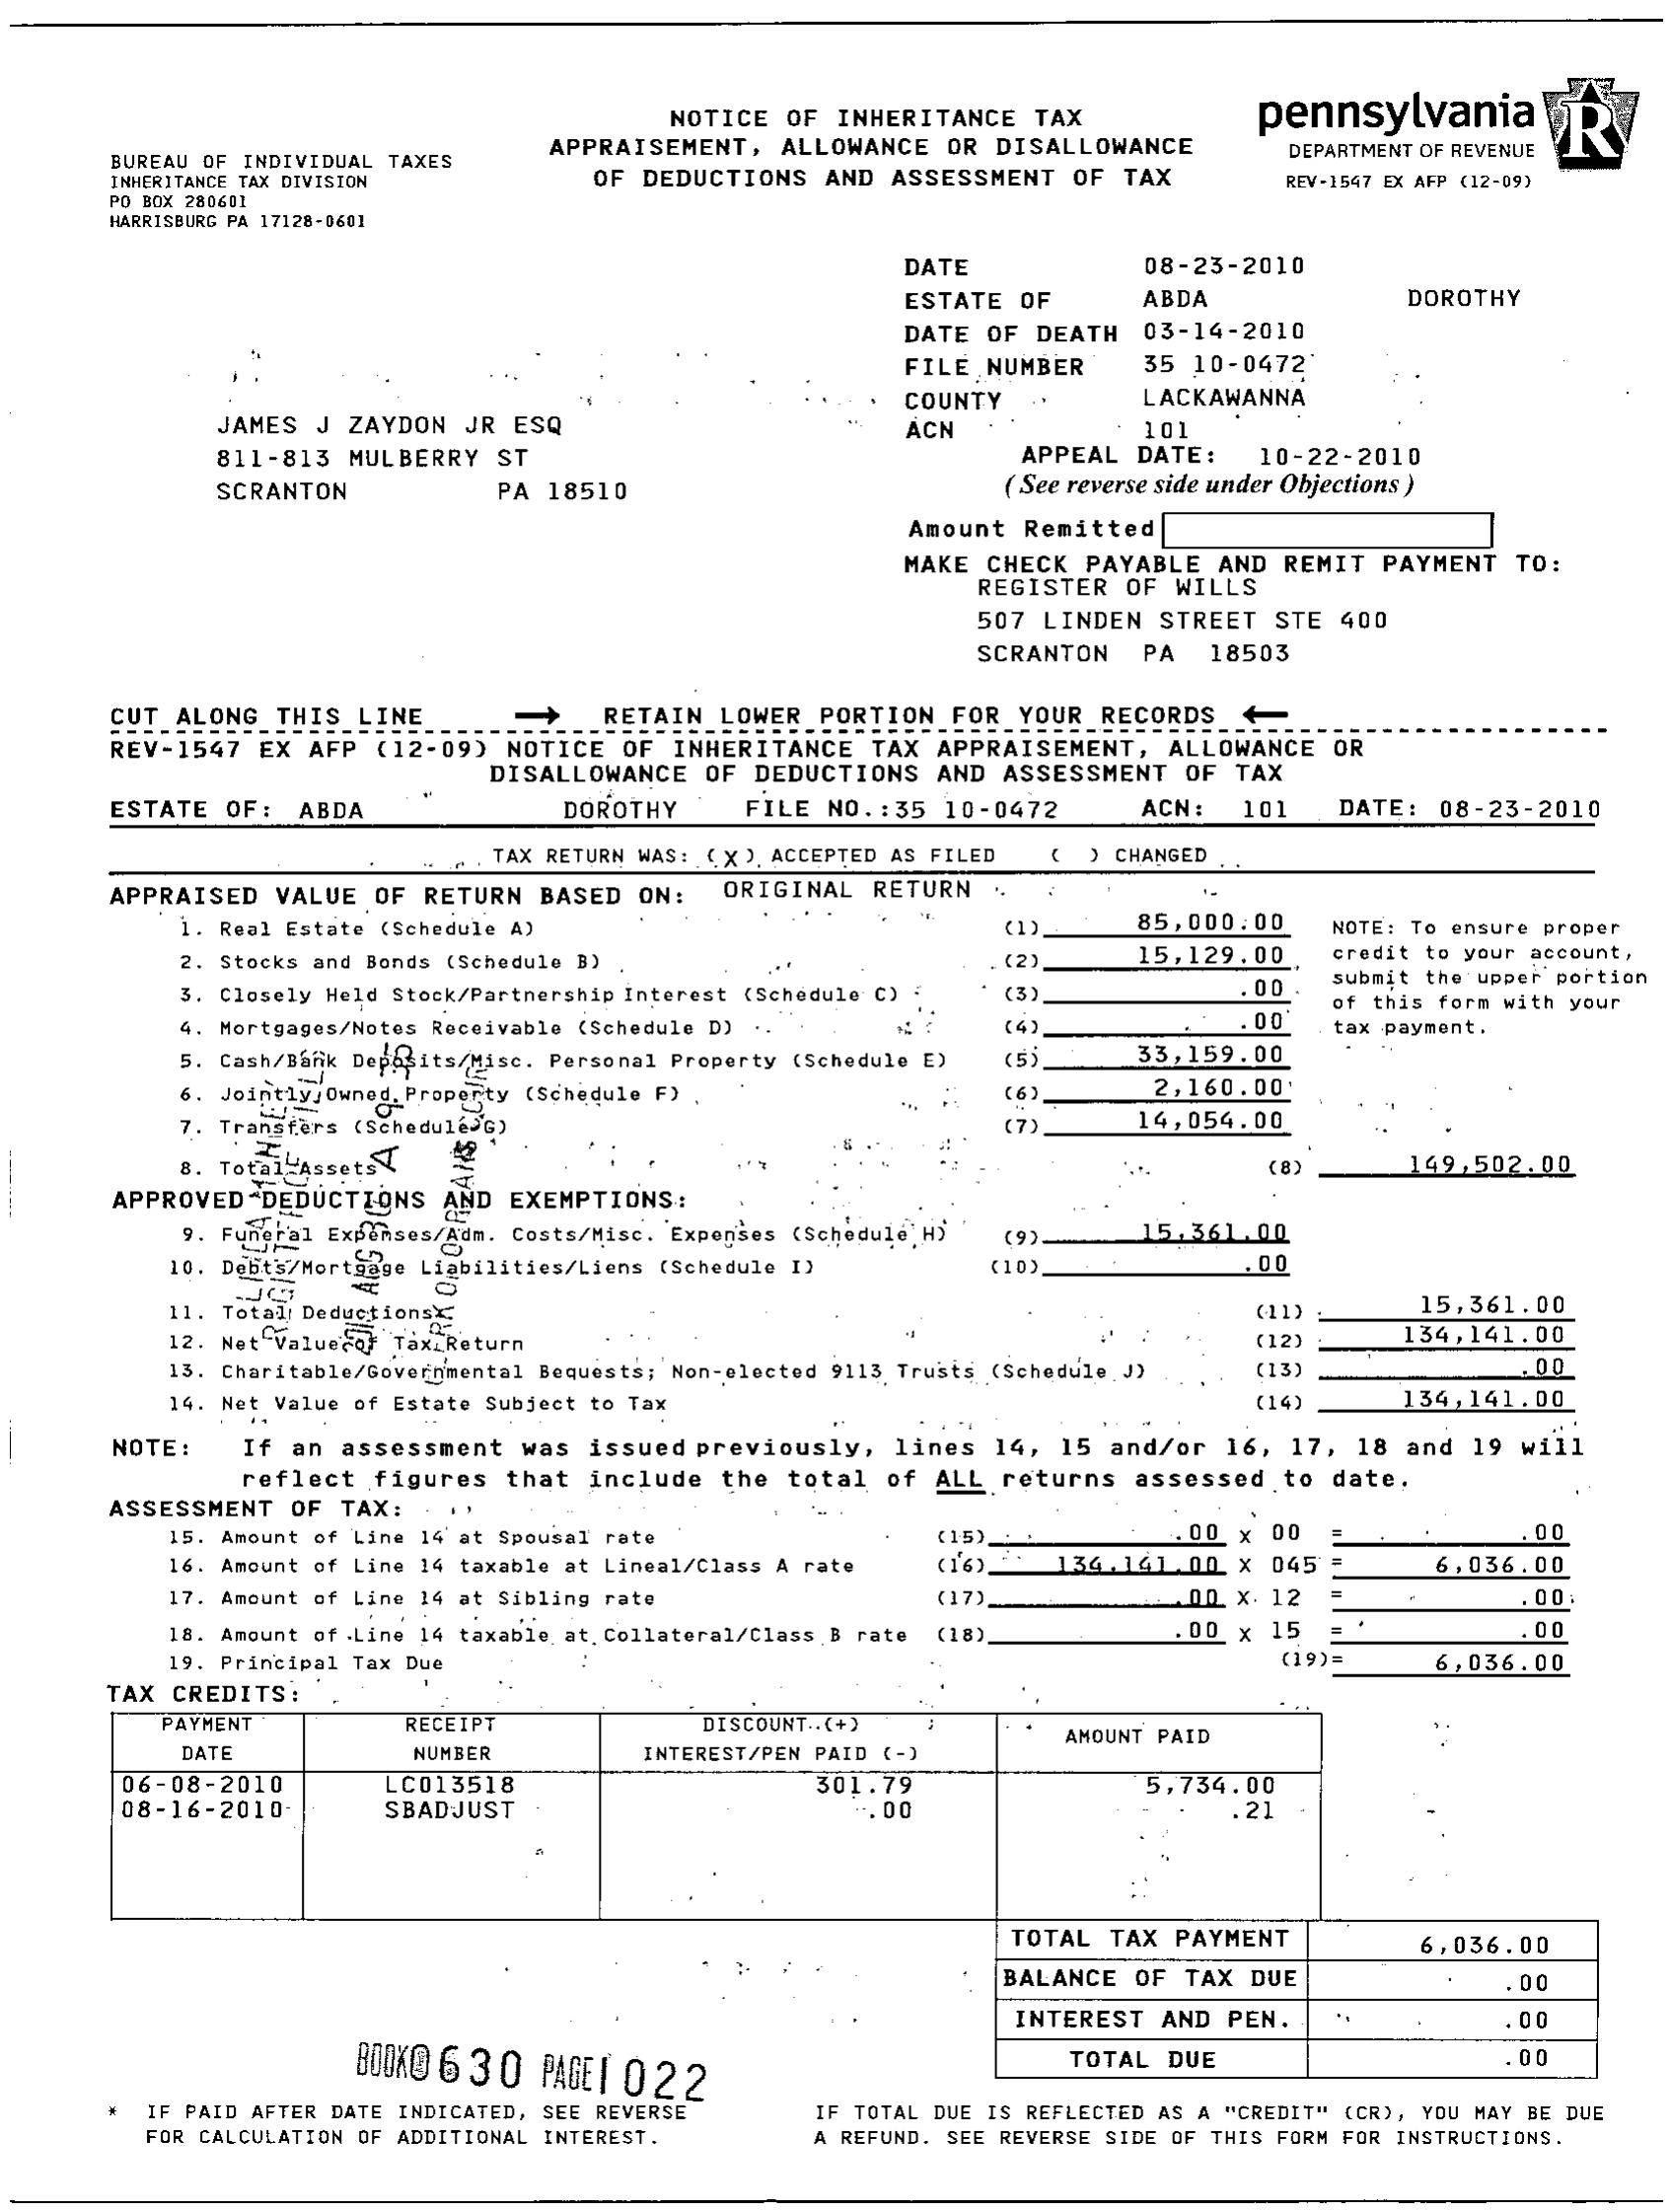 pennsylvania
DEPARTMENT OF REVENUE
REV-1547 EX AFP (12-09)
NOTICE OF INHERITANCE TAX
APPRAISEMENT, ALLOWANCE OR DISALLOWANCE
OF DEDUCTIONS AND ASSESSMENT OF TAX
BUREAU OF INDIVIDUAL TAXES
INHERITANCE TAX DIVISION
PO BOX 280601
HARRISBURG PA 17128-0601
DATE 08-23-2010
ESTATE OF ABDA DOROTHY
DATE OF DEATH 03-14-2010
FILE NUMBER 35 10-0472
COUNTY LACKAWANNA
ACN 101
APPEAL DATE: 10-22-2010
(See reverse side under Objections)
JAMES J ZAYDON JR ESQ
811-813 MULBERRY ST
SCRANTON PA 18510
Amount Remitted
MAKE CHECK PAYABLE AND REMIT PAYMENT TO:
REGISTER OF WILLS
507 LINDEN STREET STE 400
SCRANTON PA 18503
CUT ALONG THIS LINE → RETAIN LOWER PORTION FOR YOUR RECORDS ←
REV-1547 EX AFP (12-09) NOTICE OF INHERITANCE TAX APPRAISEMENT, ALLOWANCE OR
DISALLOWANCE OF DEDUCTIONS AND ASSESSMENT OF TAX
ESTATE OF: ABDA DOROTHY FILE NO.:35 10-0472 ACN: 101 DATE: 08-23-2010
TAX RETURN WAS: (X) ACCEPTED AS FILED ( ) CHANGED
APPRAISED VALUE OF RETURN BASED ON: ORIGINAL RETURN
1. Real Estate (Schedule A) (1) 85,000.00
2. Stocks and Bonds (Schedule B) (2) 15,129.00
3. Closely Held Stock/Partnership Interest (Schedule C) (3) .00
4. Mortgages/Notes Receivable (Schedule D) (4) .00
5. Cash/Bank Deposits/Misc. Personal Property (Schedule E) (5) 33,159.00
6. Jointly Owned Property (Schedule F) (6) 2,160.00
7. Transfers (Schedule G) (7) 14,054.00
8. Total Assets (8) 149,502.00
NOTE: To ensure proper
credit to your account,
submit the upper portion
of this form with your
tax payment.
APPROVED DEDUCTIONS AND EXEMPTIONS:
9. Funeral Expenses/Adm. Costs/Misc. Expenses (Schedule H) (9) 15,361.00
10. Debts/Mortgage Liabilities/Liens (Schedule I) (10) .00
11. Total Deductions (11) 15,361.00
12. Net Value of Tax Return (12) 134,141.00
13. Charitable/Governmental Bequests; Non-elected 9113 Trusts (Schedule J) (13) .00
14. Net Value of Estate Subject to Tax (14) 134,141.00
NOTE: If an assessment was issued previously, lines 14, 15 and/or 16, 17, 18 and 19 will
reflect figures that include the total of ALL returns assessed to date.
ASSESSMENT OF TAX:
15. Amount of Line 14 at Spousal rate (15) .00 X 00 = .00
16. Amount of Line 14 taxable at Lineal/Class A rate (16) 134,141.00 X 045 = 6,036.00
17. Amount of Line 14 at Sibling rate (17) .00 X 12 = .00
18. Amount of Line 14 taxable at Collateral/Class B rate (18) .00 X 15 = .00
19. Principal Tax Due (19)= 6,036.00
TAX CREDITS:
PAYMENT DATE RECEIPT NUMBER DISCOUNT (+) INTEREST/PEN PAID (-) AMOUNT PAID
06-08-2010 LC013518 301.79 5,734.00
08-16-2010 SBADJUST .00 .21
TOTAL TAX PAYMENT 6,036.00
BALANCE OF TAX DUE .00
INTEREST AND PEN. .00
TOTAL DUE .00
BOOK@630 PAGE1022
* IF PAID AFTER DATE INDICATED, SEE REVERSE
FOR CALCULATION OF ADDITIONAL INTEREST.
IF TOTAL DUE IS REFLECTED AS A "CREDIT" (CR), YOU MAY BE DUE
A REFUND. SEE REVERSE SIDE OF THIS FORM FOR INSTRUCTIONS.